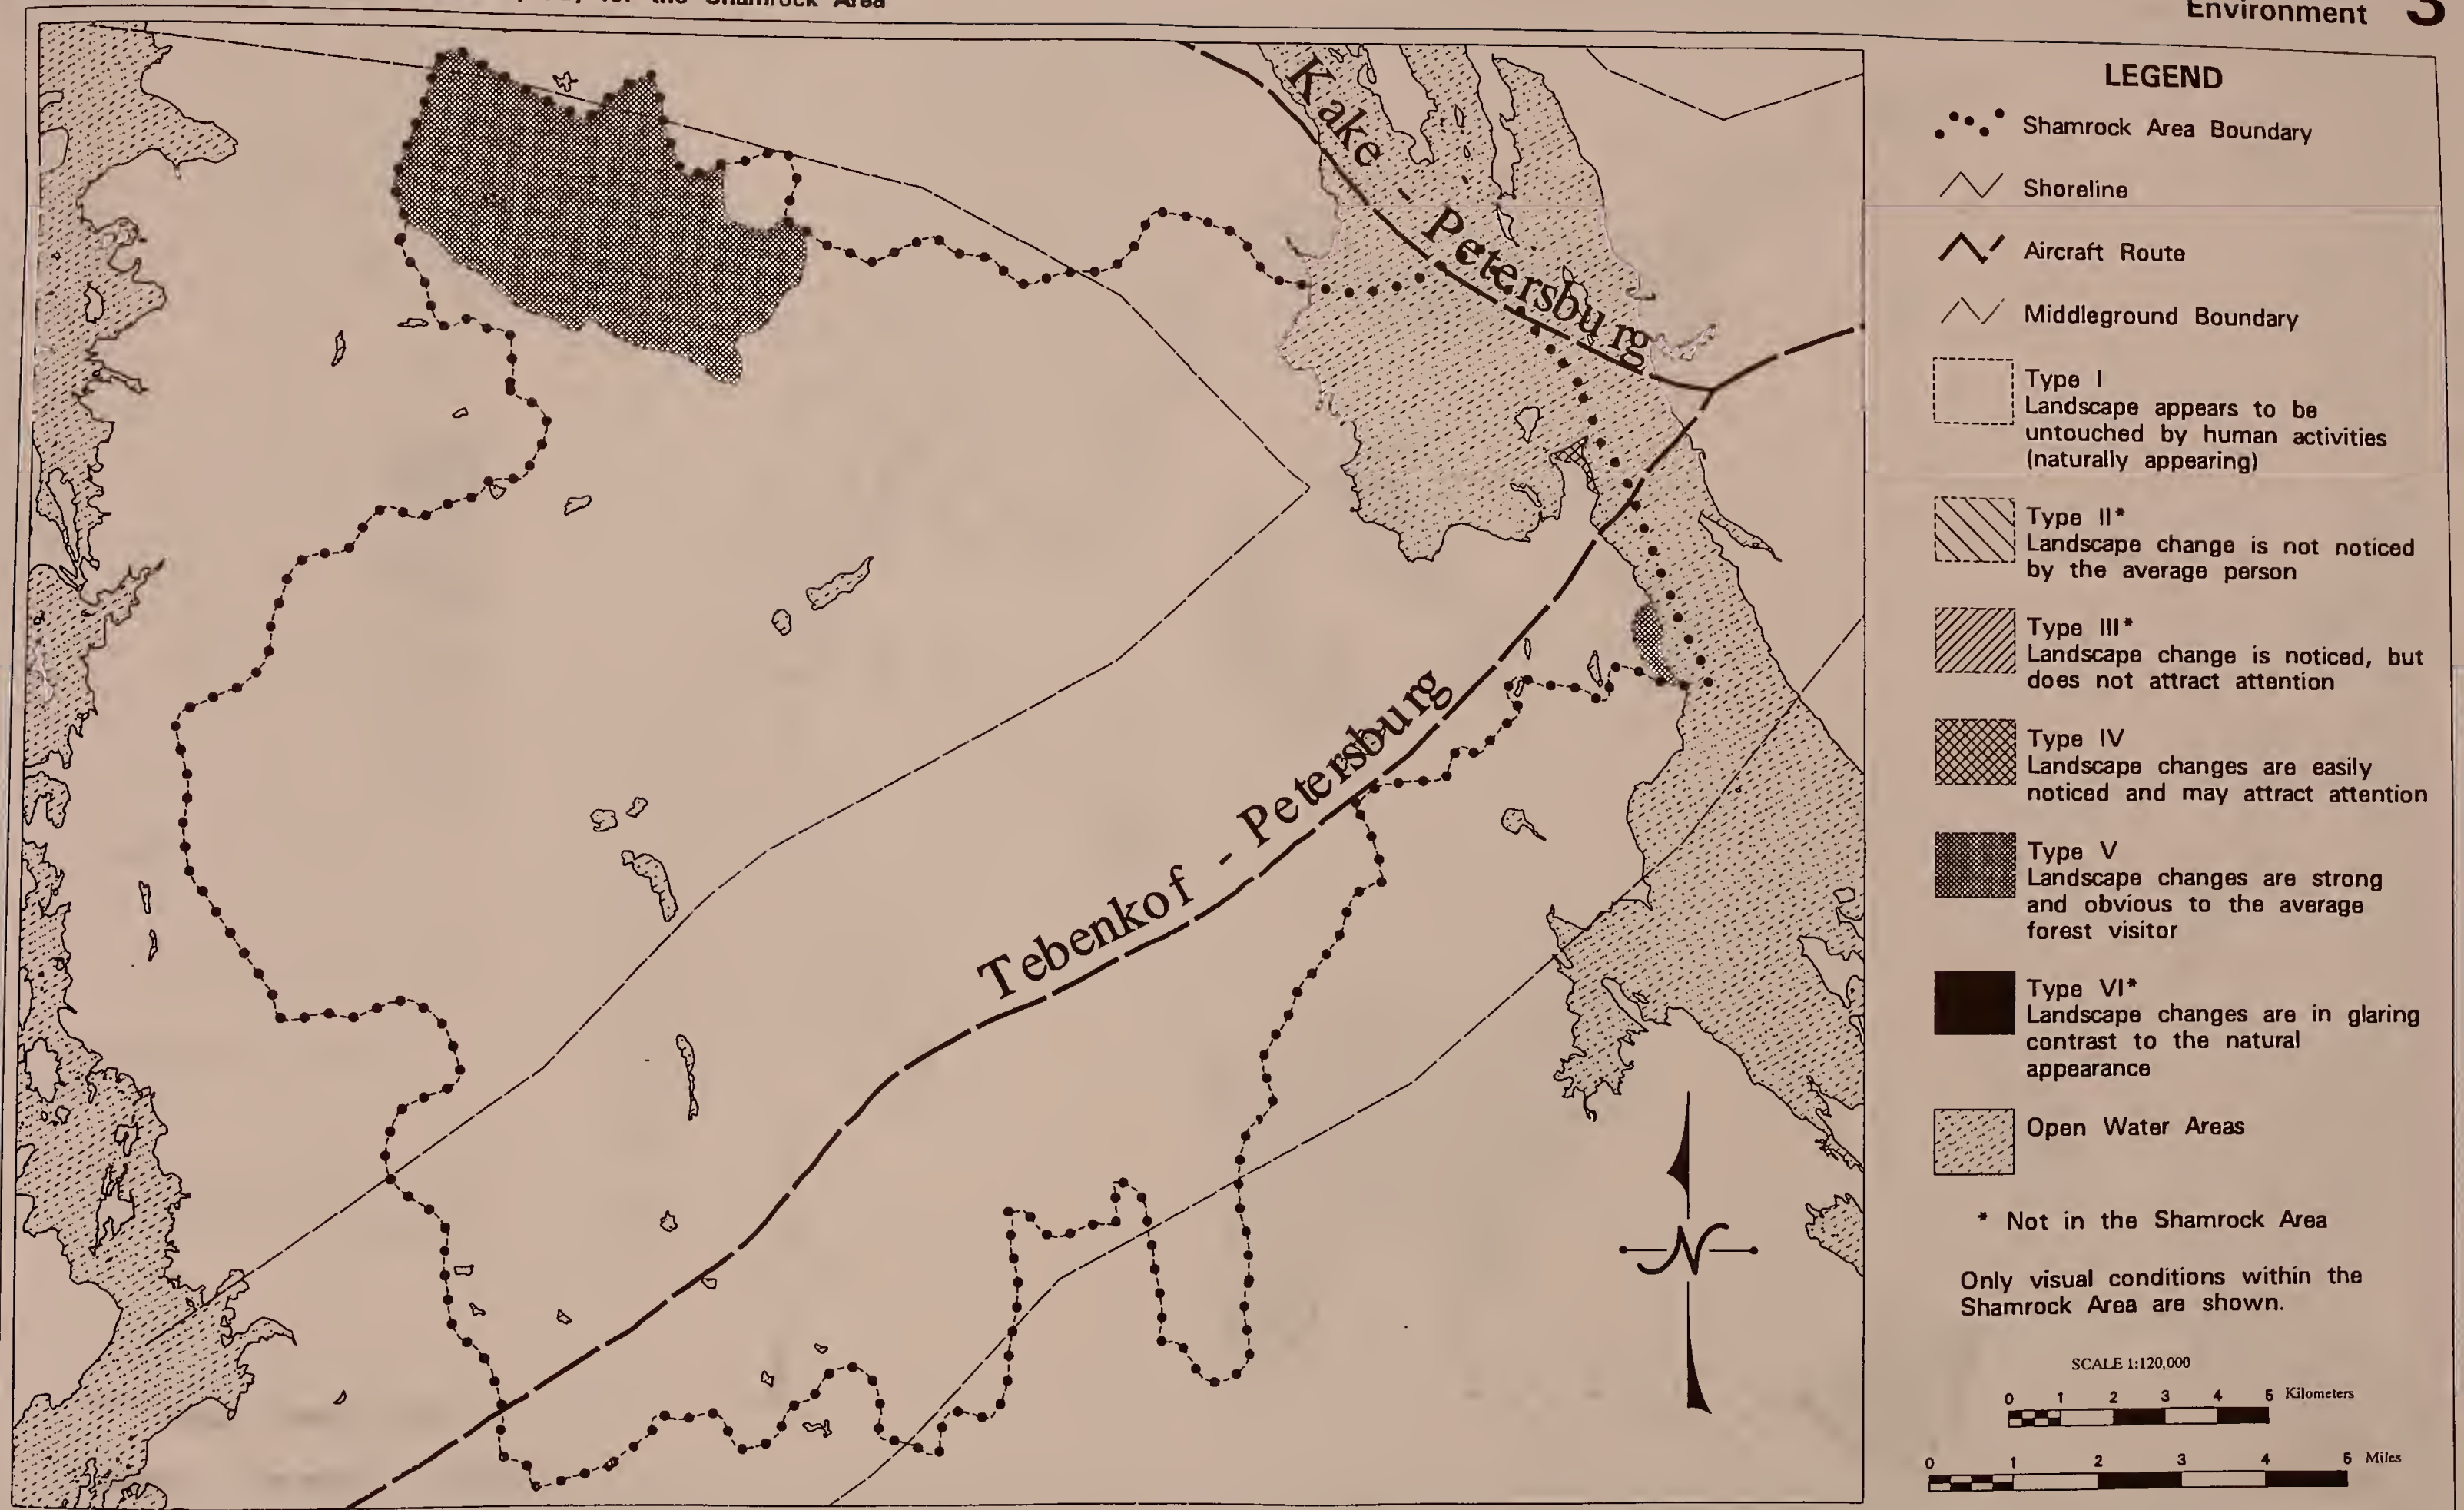 for the Shamrock Area
Environment 3
Kake - Petersburg
Tebenkof - Petersburg
LEGEND
Shamrock Area Boundary
Shoreline
Aircraft Route
Middleground Boundary
Type I
Landscape appears to be
untouched by human activities
(naturally appearing)
Type II*
Landscape change is not noticed
by the average person
Type III*
Landscape change is noticed, but
does not attract attention
Type IV
Landscape changes are easily
noticed and may attract attention
Type V
Landscape changes are strong
and obvious to the average
forest visitor
Type VI*
Landscape changes are in glaring
contrast to the natural
appearance
Open Water Areas
* Not in the Shamrock Area
Only visual conditions within the
Shamrock Area are shown.
N
SCALE 1:120,000
0 1 2 3 4 5 Kilometers
0 1 2 3 4 5 Miles